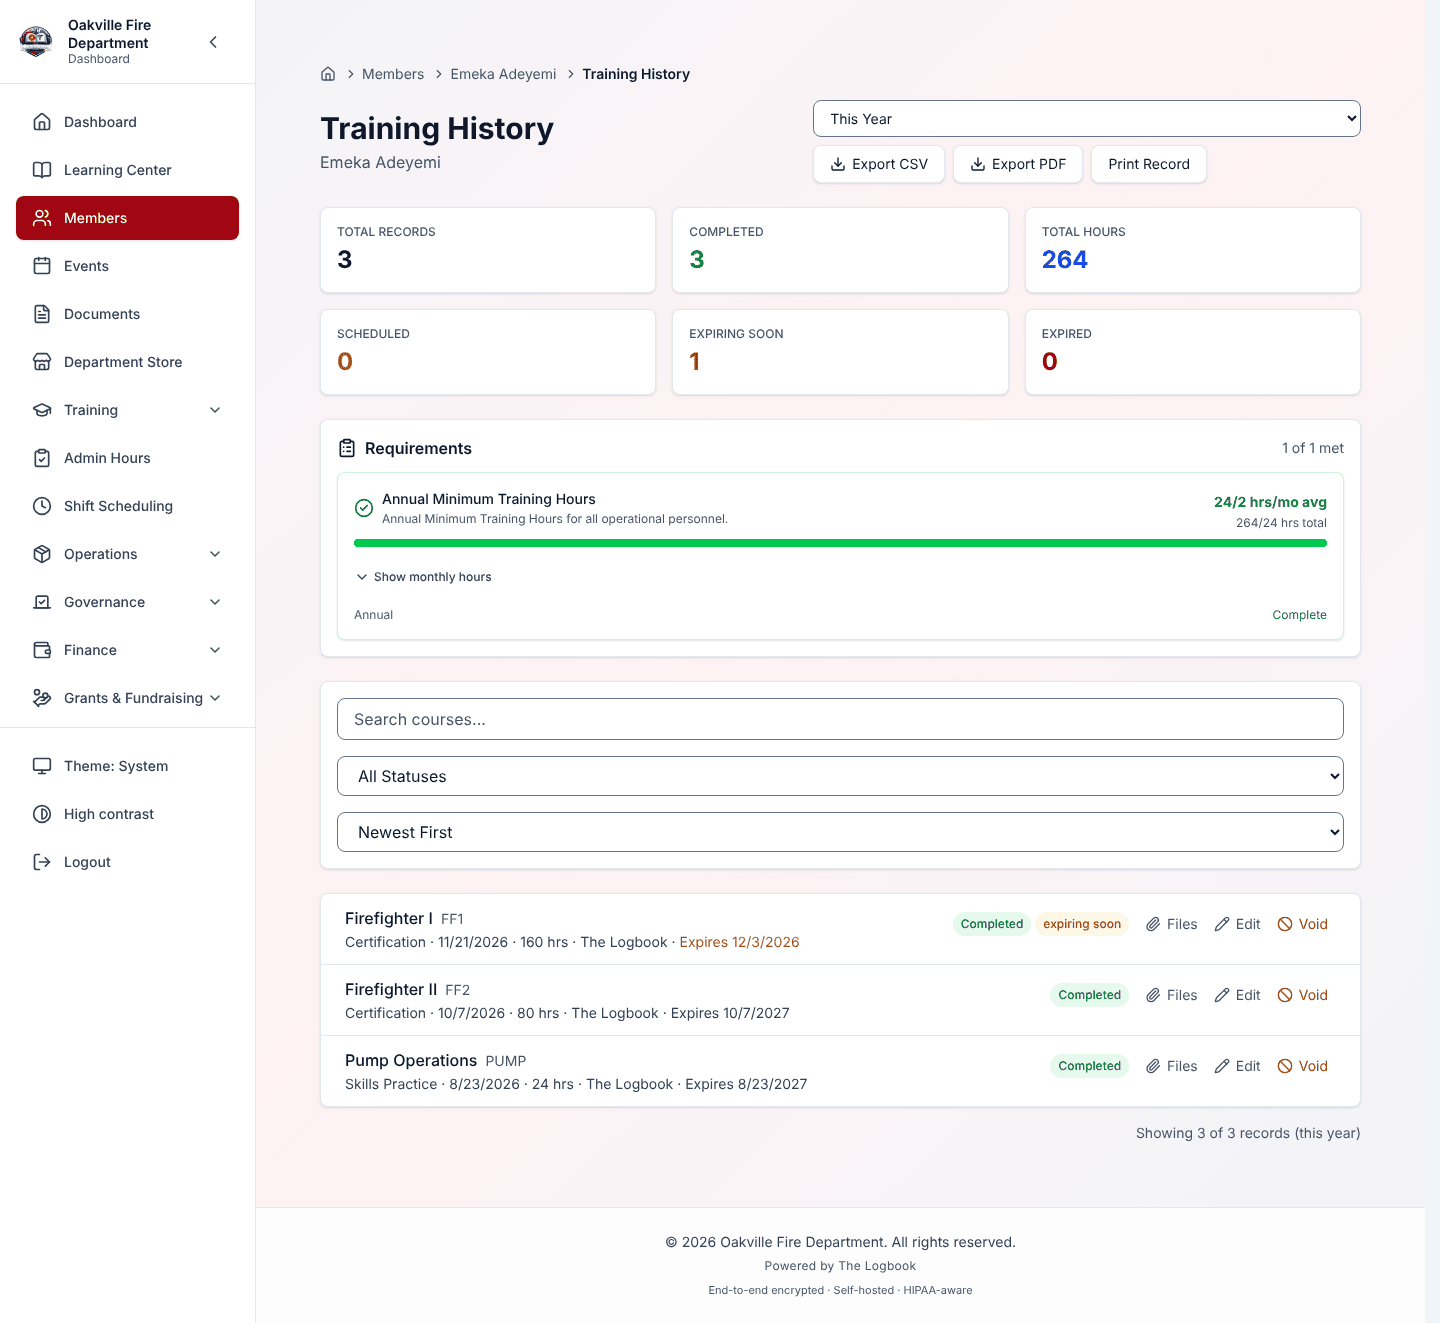 Oakville Fire
Department
Dashboard
Dashboard
Learning Center
Members
Events
Documents
Department Store
Training
Admin Hours
Shift Scheduling
Operations
Governance
Finance
Grants & Fundraising
Theme: System
High contrast
Logout
Members
Emeka Adeyemi
Training History
Training History
Emeka Adeyemi
This Year
Export CSV
Export PDF
Print Record
TOTAL RECORDS
3
COMPLETED
3
TOTAL HOURS
264
SCHEDULED
0
EXPIRING SOON
1
EXPIRED
0
Requirements
1 of 1 met
Annual Minimum Training Hours
Annual Minimum Training Hours for all operational personnel.
24/2 hrs/mo avg
264/24 hrs total
Show monthly hours
Annual
Complete
Search courses...
All Statuses
Newest First
Firefighter I FF1
Certification · 11/21/2026 · 160 hrs · The Logbook · Expires 12/3/2026
Completed
expiring soon
Files
Edit
Void
Firefighter II FF2
Certification · 10/7/2026 · 80 hrs · The Logbook · Expires 10/7/2027
Completed
Files
Edit
Void
Pump Operations PUMP
Skills Practice · 8/23/2026 · 24 hrs · The Logbook · Expires 8/23/2027
Completed
Files
Edit
Void
Showing 3 of 3 records (this year)
© 2026 Oakville Fire Department. All rights reserved.
Powered by The Logbook
End-to-end encrypted · Self-hosted · HIPAA-aware